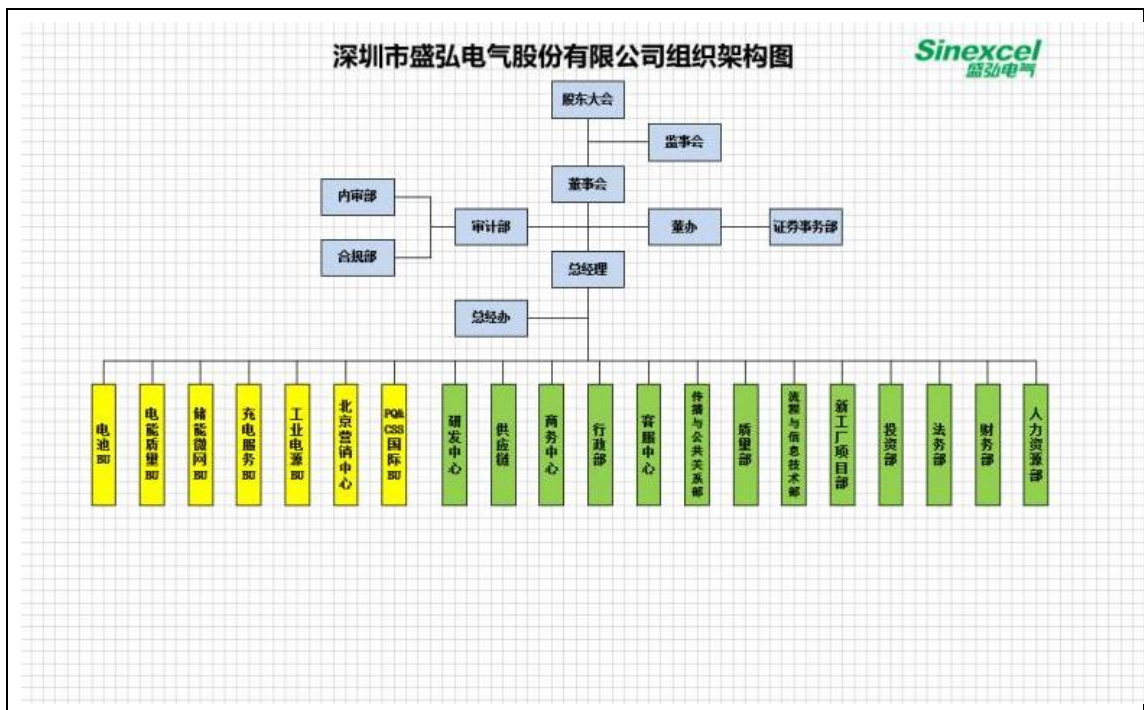 深圳市盛弘电气股份有限公司组织架构图
Sinexcel
盛弘电气
股东大会
监事会
董事会
内审部
审计部
董办
证券事务部
合规部
总经理
总经办
电池BU
电能质量BU
储能微网BU
充电服务BU
工业电源BU
北京营销中心
PQ&CSS国际BU
研发中心
供应链
商务中心
行政部
客服中心
传播与公共关系部
质量部
流程与信息技术部
新工厂项目部
投资部
法务部
财务部
人力资源部